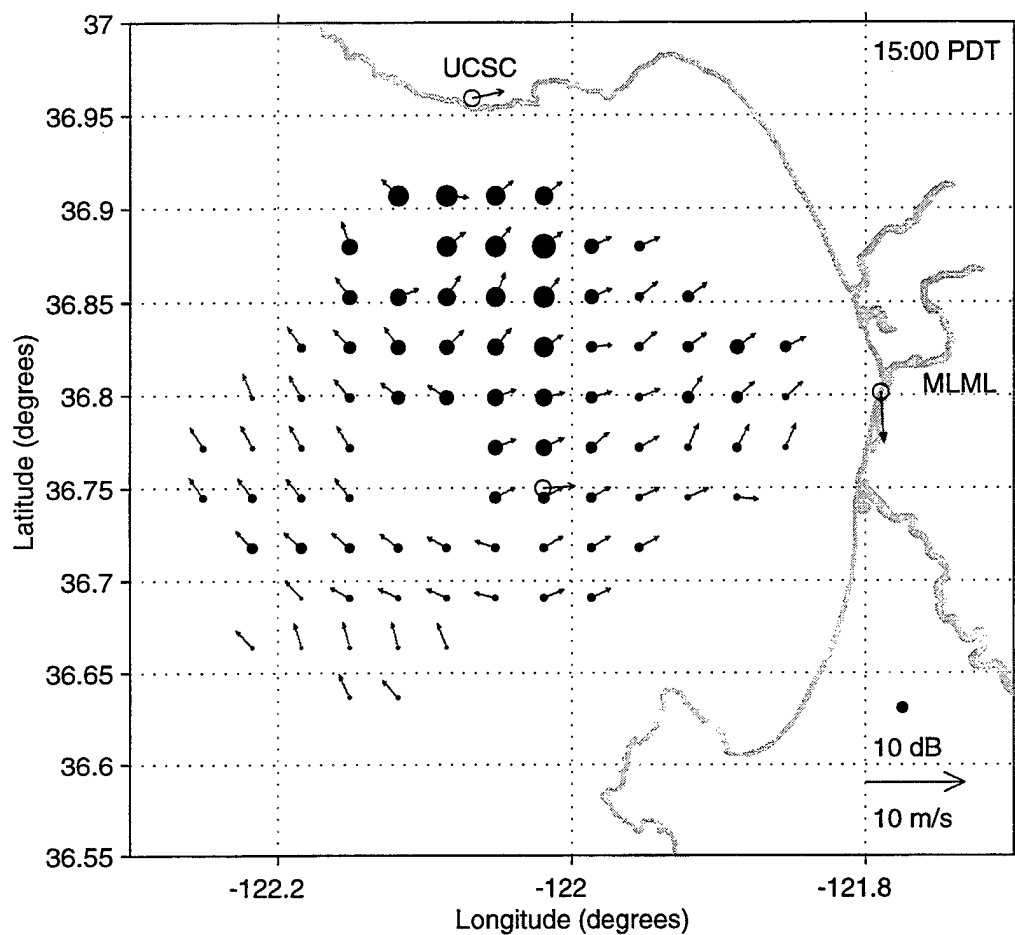 37
15:00 PDT
UCSC
36.95
36.9
36.85
36.8
MLML
36.75
36.7
36.65
10 dB
36.6
10 m/s
36.55
-122.2
-122
-121.8
Latitude (degrees)
Longitude (degrees)